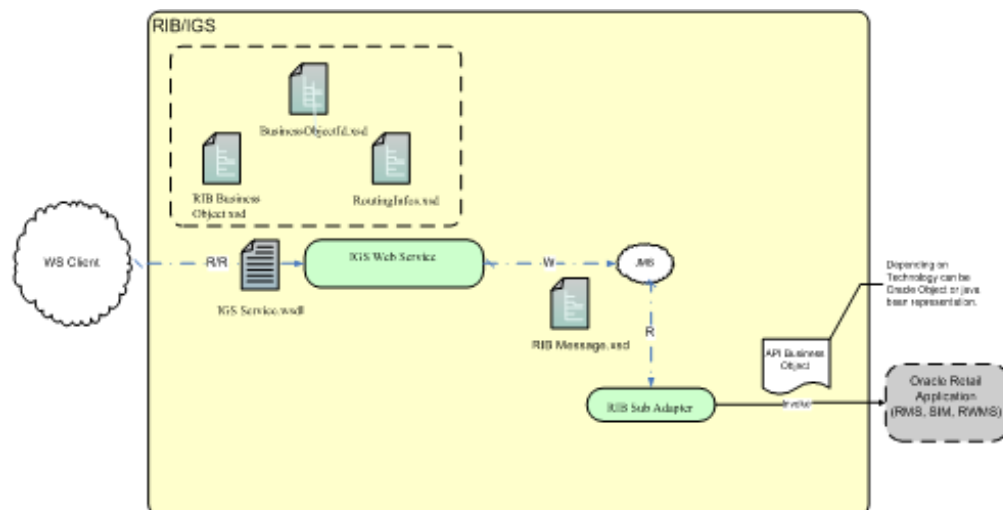 RIB/IGS
BusinessObjectId.xsd
RIB Business
Object.xsd
RoutingInfos.xsd
WS Client
R/R
IGS Web Service
W
JMS
IGS Service.wsdl
Depending on
Technology can be
Oracle Object or java
bean representation.
RIB Message.xsd
R
API Business
Object
RIB Sub Adapter
Invoke
Oracle Retail
Application
(RMS, SIM, RWMS)